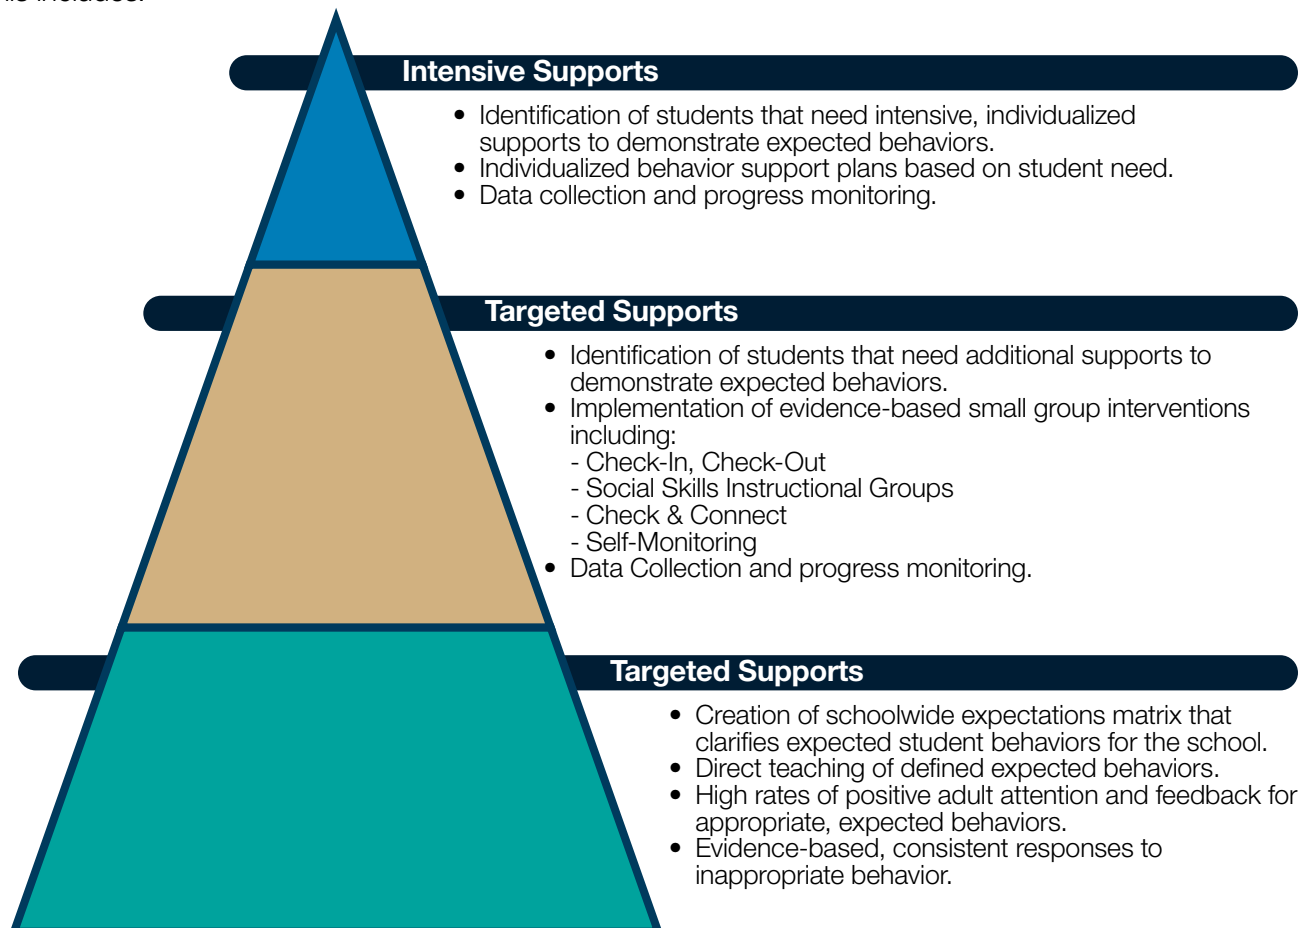 Intensive Supports
• Identification of students that need intensive, individualized
supports to demonstrate expected behaviors.
• Individualized behavior support plans based on student need.
• Data collection and progress monitoring.
Targeted Supports
• Identification of students that need additional supports to
demonstrate expected behaviors.
• Implementation of evidence-based small group interventions
including:
- Check-In, Check-Out
- Social Skills Instructional Groups
- Check & Connect
- Self-Monitoring
• Data Collection and progress monitoring.
Targeted Supports
• Creation of schoolwide expectations matrix that
clarifies expected student behaviors for the school.
• Direct teaching of defined expected behaviors.
• High rates of positive adult attention and feedback for
appropriate, expected behaviors.
• Evidence-based, consistent responses to
inappropriate behavior.